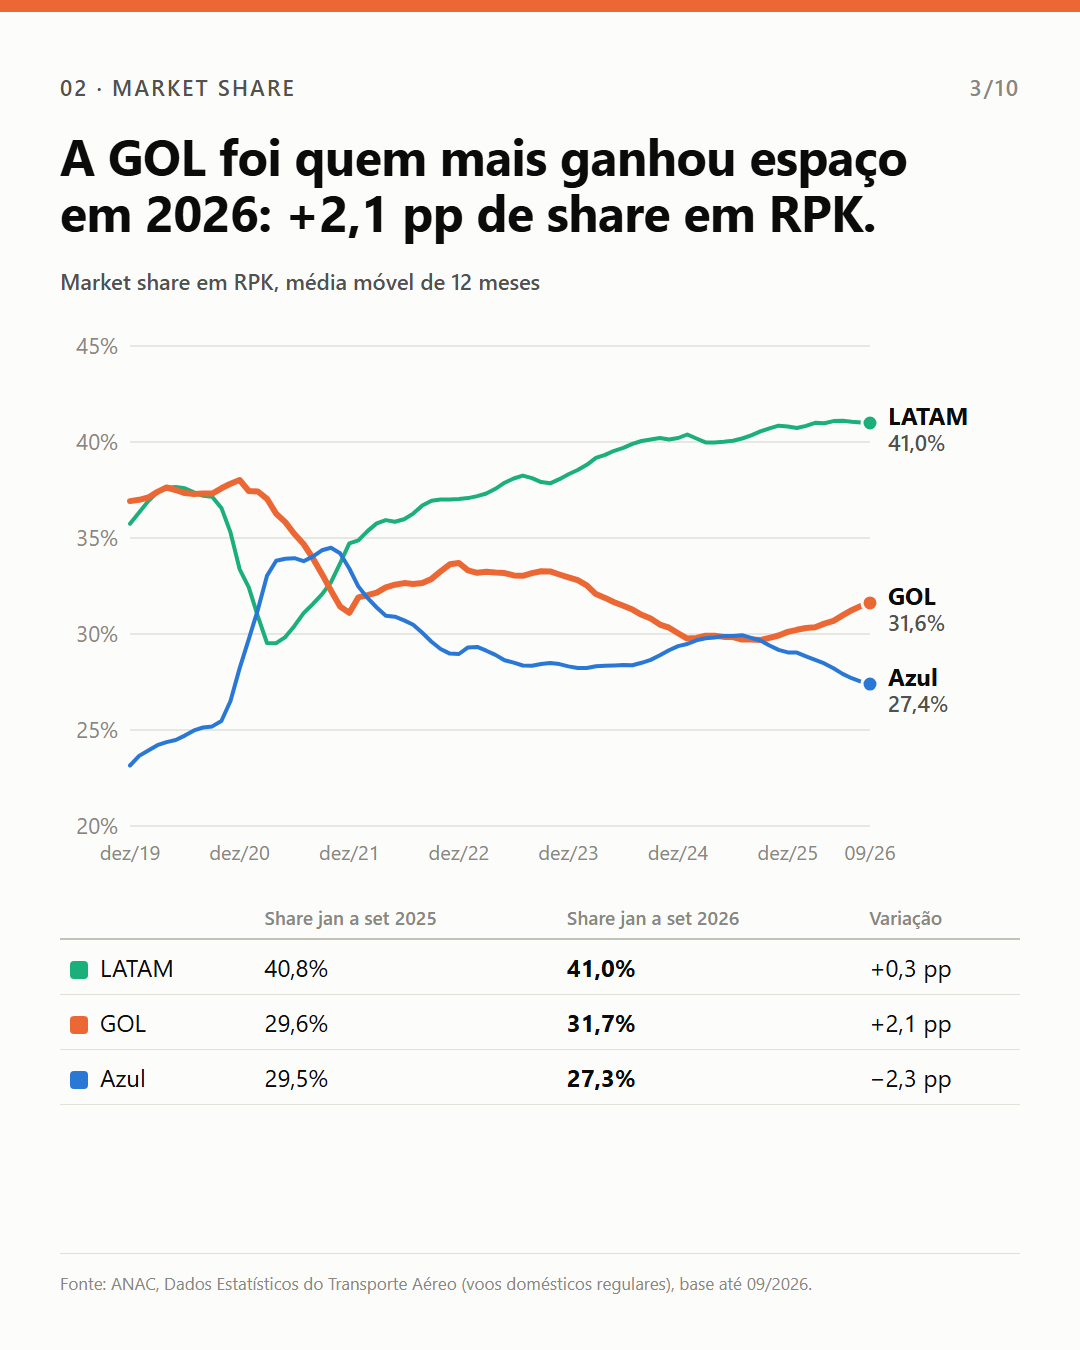 02 · MARKET SHARE
3/10
A GOL foi quem mais ganhou espaço
em 2026: +2,1 pp de share em RPK.
Market share em RPK, média móvel de 12 meses
45%
40%
35%
30%
25%
20%
LATAM
41,0%
GOL
31,6%
Azul
27,4%
dez/19 dez/20 dez/21 dez/22 dez/23 dez/24 dez/25 09/26
Share jan a set 2025 Share jan a set 2026 Variação
LATAM 40,8% 41,0% +0,3 pp
GOL 29,6% 31,7% +2,1 pp
Azul 29,5% 27,3% −2,3 pp
Fonte: ANAC, Dados Estatísticos do Transporte Aéreo (voos domésticos regulares), base até 09/2026.